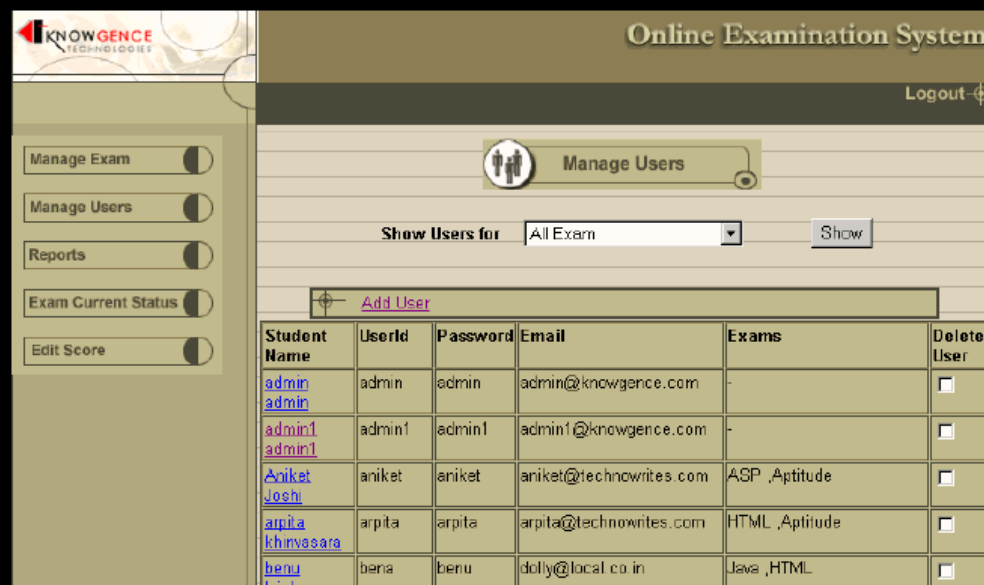 KNOWGENCE
TECHNOLOGIES
Online Examination System
Logout
Manage Exam
Manage Users
Reports
Exam Current Status
Edit Score
Manage Users
Show Users for All Exam Show
Add User
Student Name UserId Password Email Exams Delete User
admin admin admin admin admin@knowgence.com -
admin1 admin1 admin1 admin1 admin1@knowgence.com -
Aniket Joshi aniket aniket aniket@technowrites.com ASP ,Aptitude
arpita khinvasara arpita arpita arpita@technowrites.com HTML ,Aptitude
benu bena benu dolly@local.co.in Java ,HTML